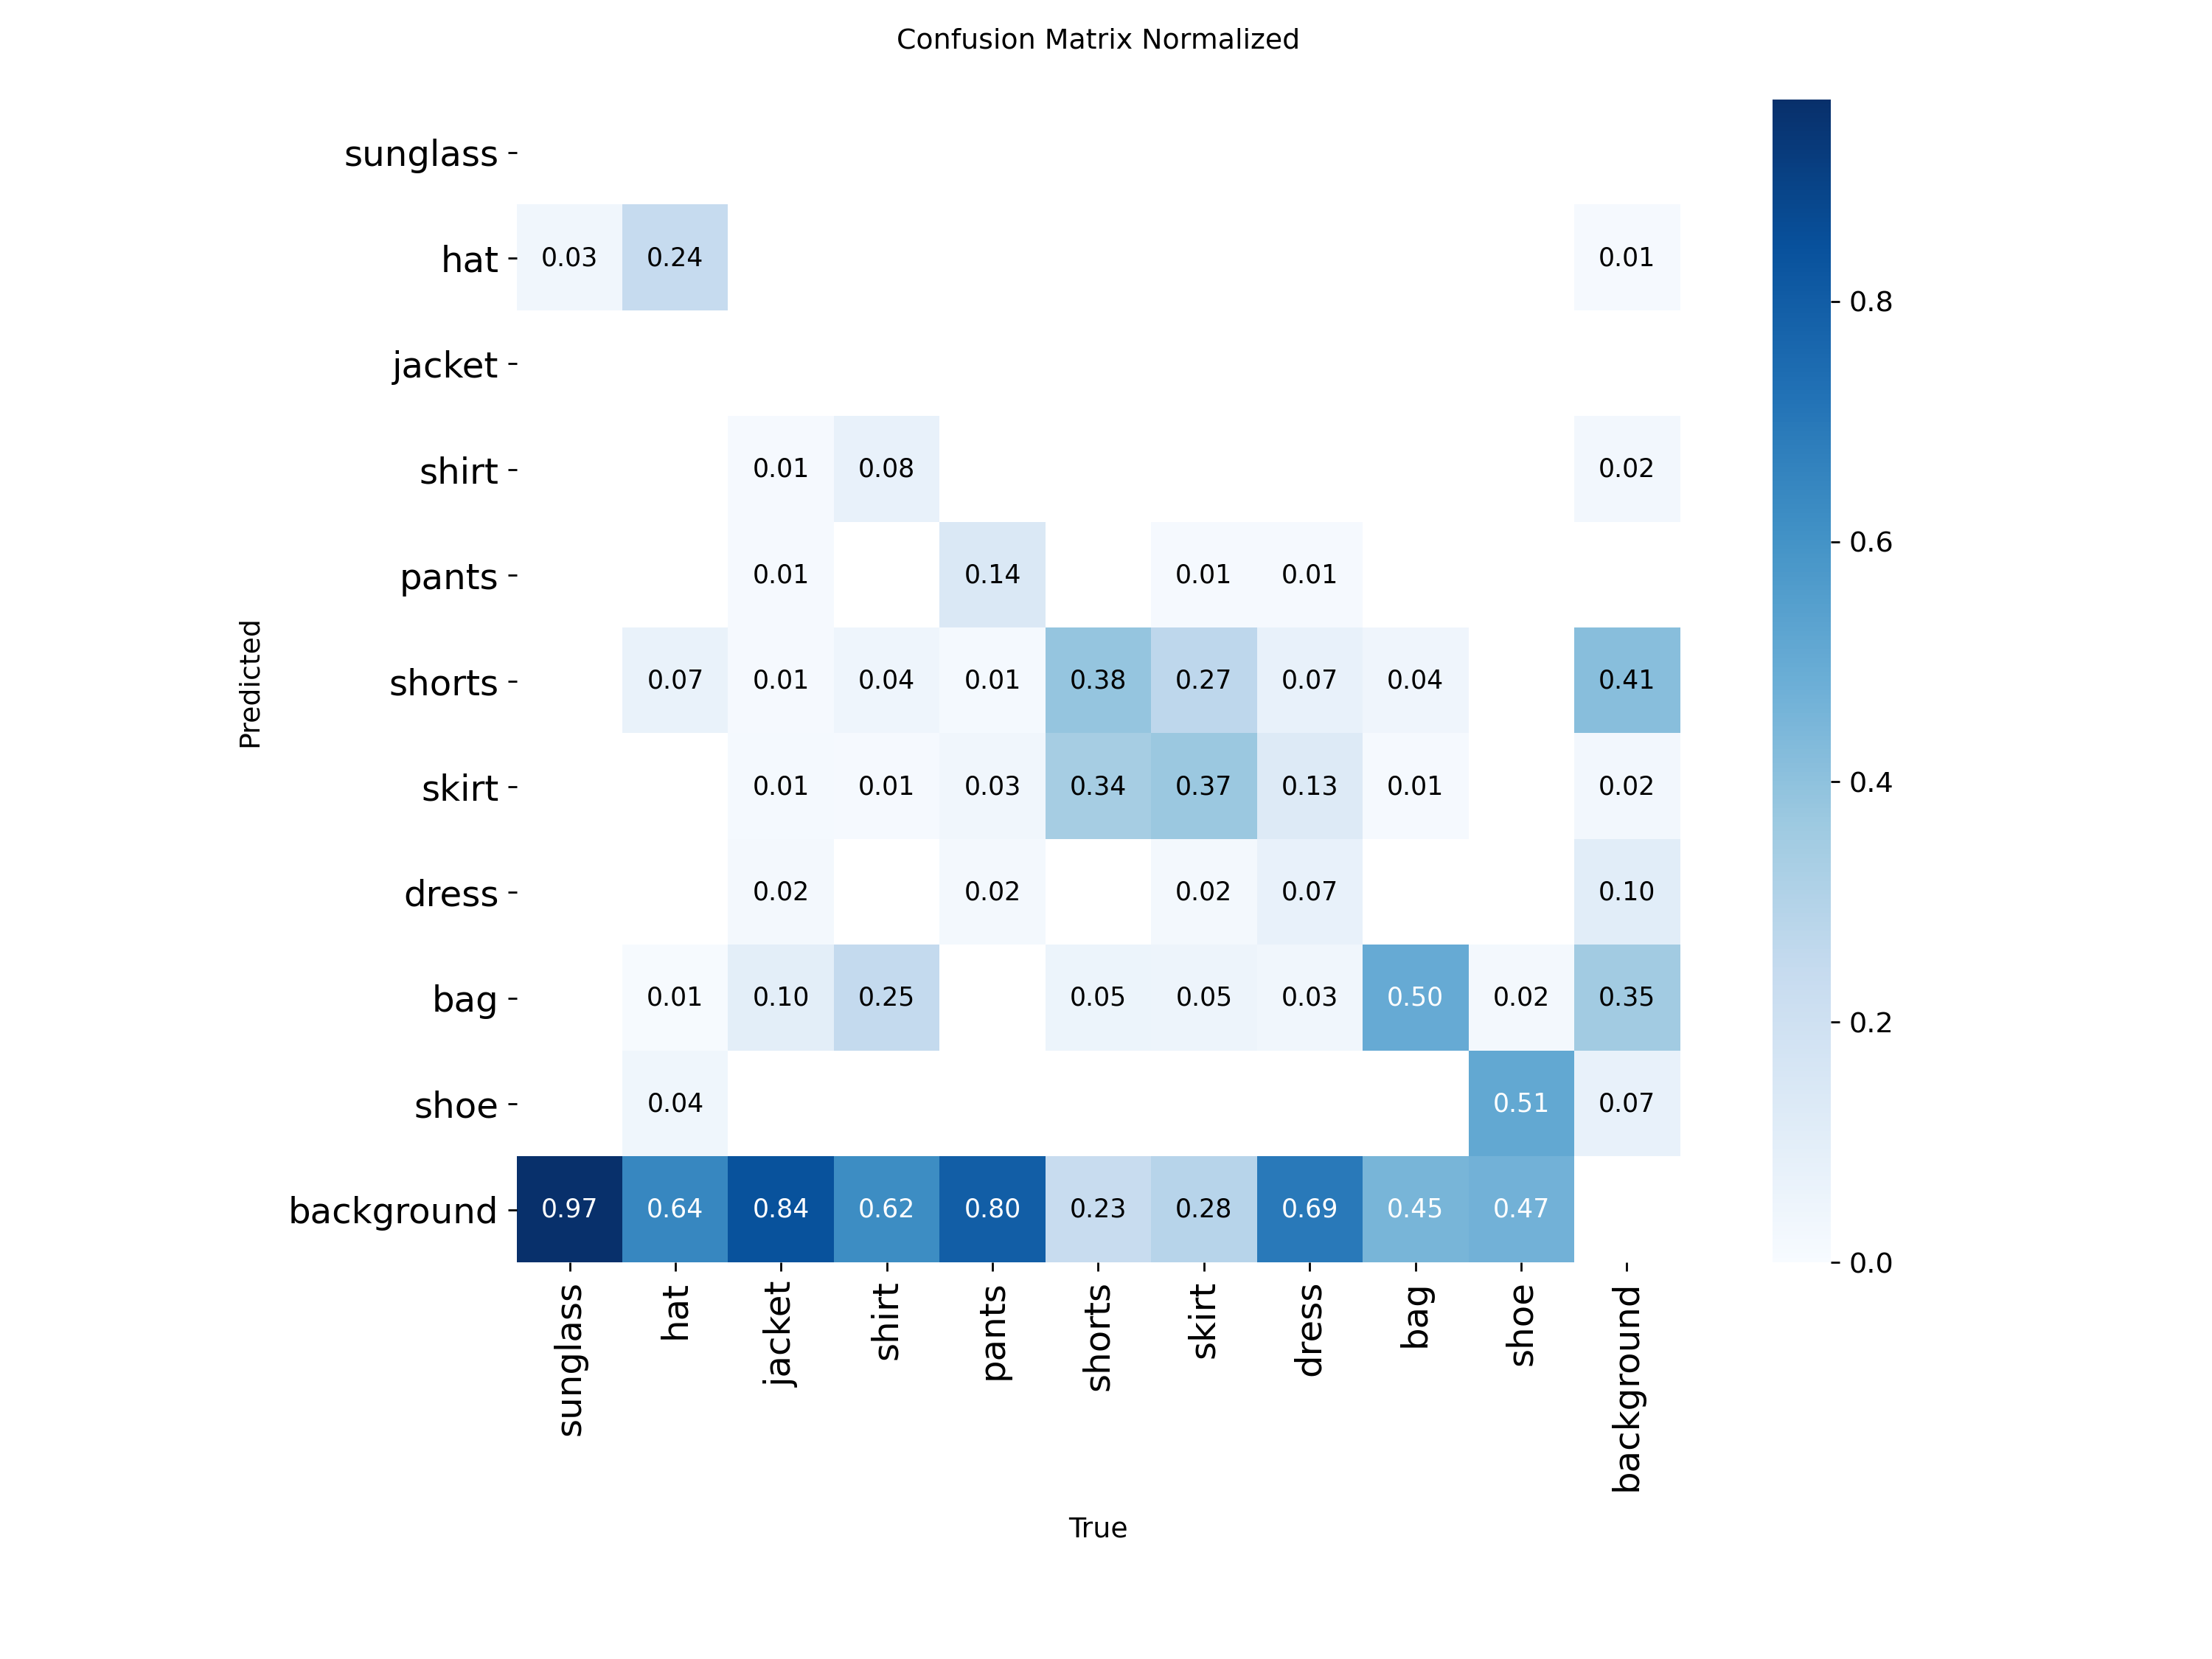 Confusion Matrix Normalized
sunglass
hat 0.03 0.24 0.01
jacket
shirt 0.01 0.08 0.02
pants 0.01 0.14 0.01 0.01
shorts 0.07 0.01 0.04 0.01 0.38 0.27 0.07 0.04 0.41
skirt 0.01 0.01 0.03 0.34 0.37 0.13 0.01 0.02
dress 0.02 0.02 0.02 0.07 0.10
bag 0.01 0.10 0.25 0.05 0.05 0.03 0.50 0.02 0.35
shoe 0.04 0.51 0.07
background 0.97 0.64 0.84 0.62 0.80 0.23 0.28 0.69 0.45 0.47
Predicted
sunglass
hat
jacket
shirt
pants
shorts
skirt
dress
bag
shoe
background
True
0.8
0.6
0.4
0.2
0.0